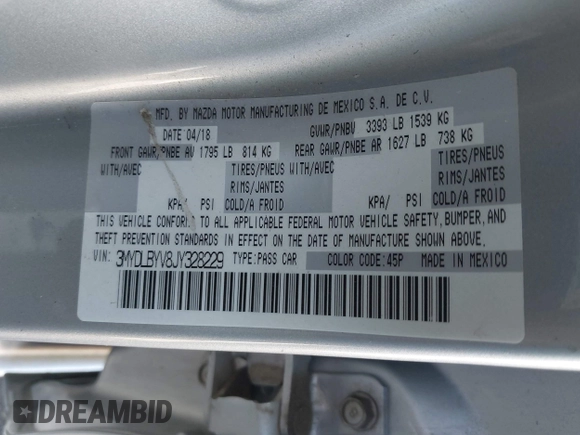 MFD. BY MAZDA MOTOR MANUFACTURING DE MEXICO S.A. DE C.V.
DATE 04/18 GVWR/PNBV 3393 LB 1539 KG
FRONT GAWR/PNBE AV 1795 LB 814 KG REAR GAWR/PNBE AR 1627 LB 738 KG
WITH/AVEC TIRES/PNEUS WITH/AVEC TIRES/PNEUS
RIMS/JANTES RIMS/JANTES
KPA/ PSI COLD/A FROID KPA/ PSI COLD/A FROID
THIS VEHICLE CONFORMS TO ALL APPLICABLE FEDERAL MOTOR VEHICLE SAFETY, BUMPER, AND
THEFT PREVENTION STANDARDS IN EFFECT ON THE DATE OF MANUFACTURE SHOWN ABOVE.
VIN: 3MYDLBYV8JY328229 TYPE:PASS CAR COLOR CODE:45P MADE IN MEXICO
DREAMBID